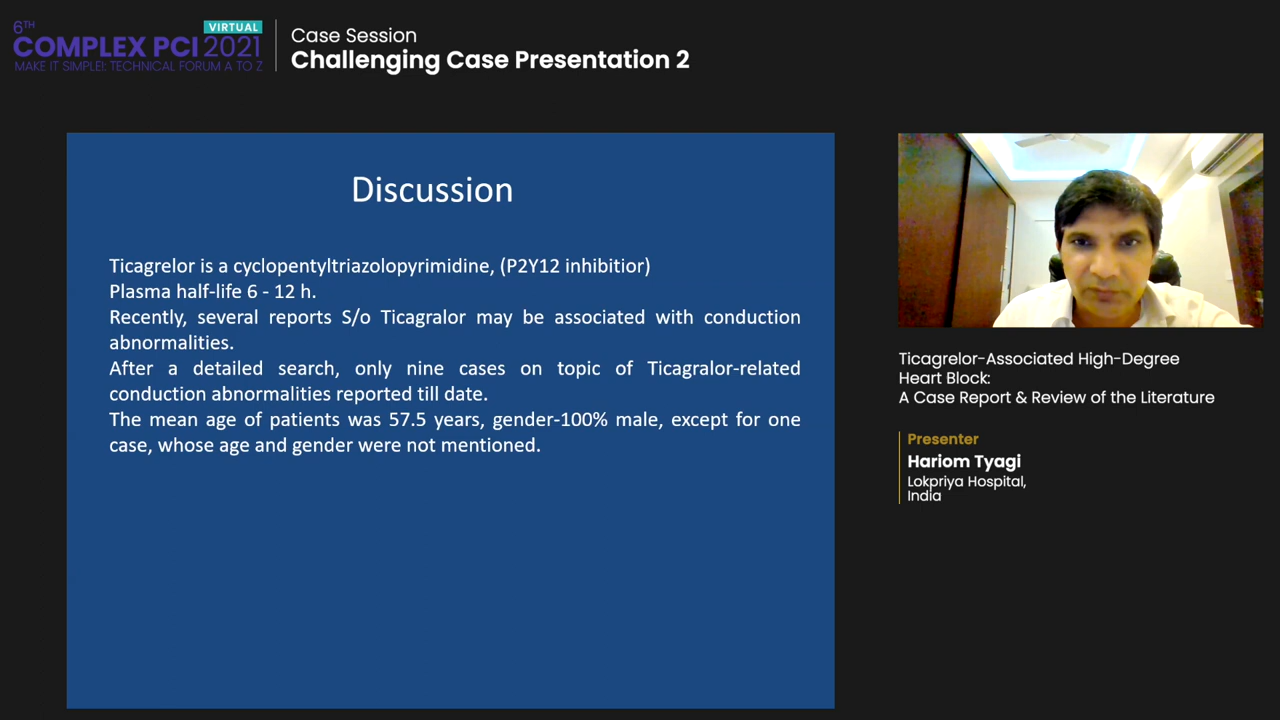 6TH
VIRTUAL
COMPLEX PCI 2021
MAKE IT SIMPLE!: TECHNICAL FORUM A TO Z
Case Session
Challenging Case Presentation 2
Discussion
Ticagrelor is a cyclopentyltriazolopyrimidine, (P2Y12 inhibitior)
Plasma half-life 6 - 12 h.
Recently, several reports S/o Ticagralor may be associated with conduction
abnormalities.
After a detailed search, only nine cases on topic of Ticagralor-related
conduction abnormalities reported till date.
The mean age of patients was 57.5 years, gender-100% male, except for one
case, whose age and gender were not mentioned.
Ticagrelor-Associated High-Degree
Heart Block:
A Case Report & Review of the Literature
Presenter
Hariom Tyagi
Lokpriya Hospital,
India